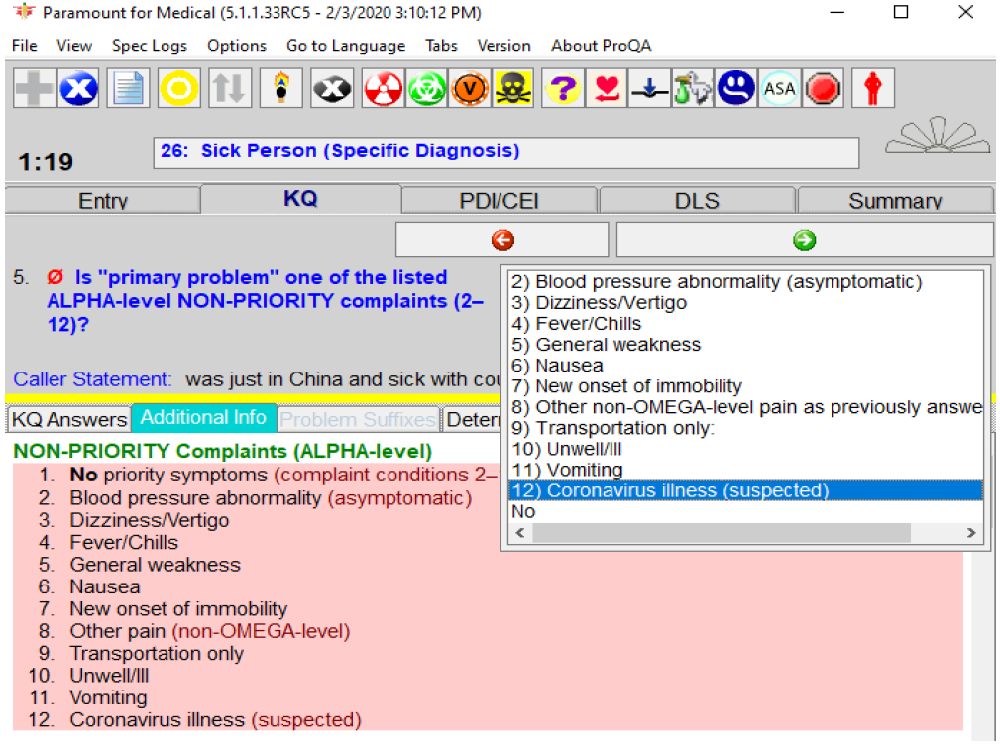 Paramount for Medical (5.1.1.33RC5 - 2/3/2020 3:10:12 PM)
File View Spec Logs Options Go to Language Tabs Version About ProQA
V ? ASA
1:19
26: Sick Person (Specific Diagnosis)
Entry KQ PDI/CEI DLS Summary
5. Ø Is "primary problem" one of the listed
ALPHA-level NON-PRIORITY complaints (2–
12)?
Caller Statement: was just in China and sick with cou
2) Blood pressure abnormality (asymptomatic)
3) Dizziness/Vertigo
4) Fever/Chills
5) General weakness
6) Nausea
7) New onset of immobility
8) Other non-OMEGA-level pain as previously answe
9) Transportation only:
10) Unwell/Ill
11) Vomiting
12) Coronavirus illness (suspected)
No
KQ Answers Additional Info Problem Suffixes Deter
NON-PRIORITY Complaints (ALPHA-level)
1. No priority symptoms (complaint conditions 2–
2. Blood pressure abnormality (asymptomatic)
3. Dizziness/Vertigo
4. Fever/Chills
5. General weakness
6. Nausea
7. New onset of immobility
8. Other pain (non-OMEGA-level)
9. Transportation only
10. Unwell/Ill
11. Vomiting
12. Coronavirus illness (suspected)